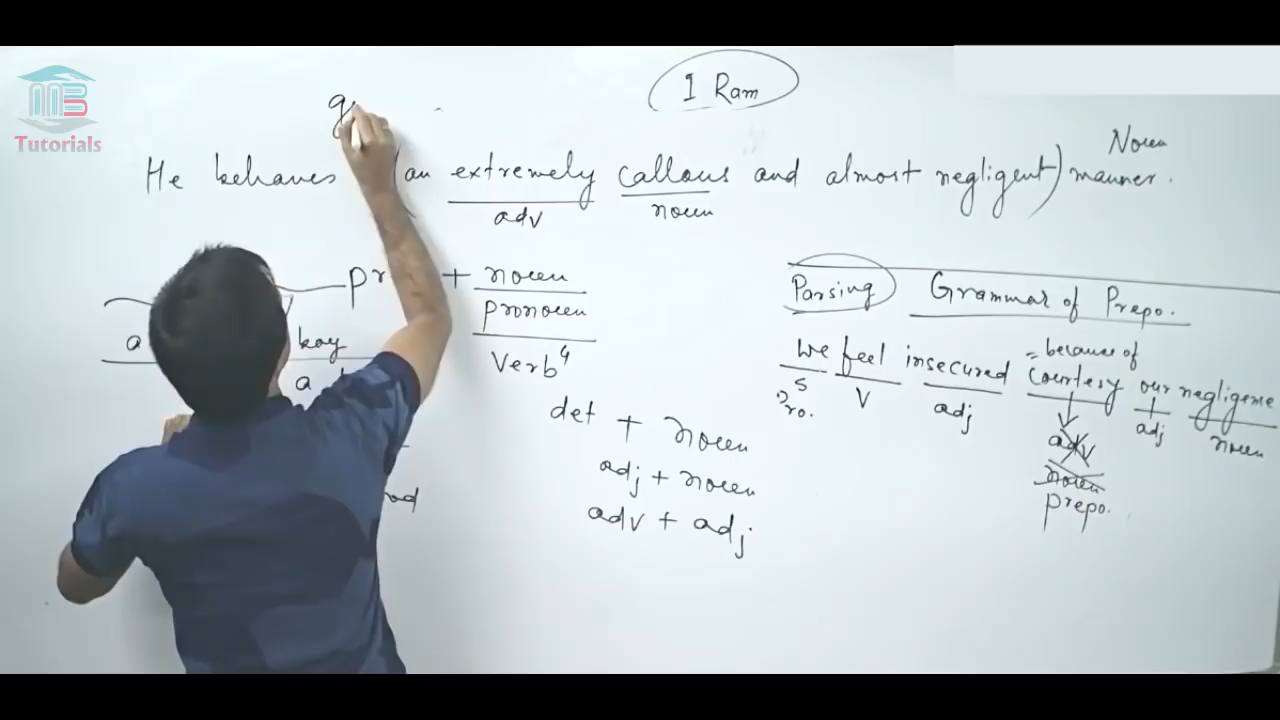 MB
Tutorials
I Ram
Noun
He behaves (an extremely callous and almost negligent) manner.
adv noun
+ noun
pronoun
Verb⁴
a boy
a
det + noun
adj + noun
adv + adj
Parsing Grammar of Prepo.
= because of
We feel insecured courtesy our negligence
S V adj adv adj noun
Pro. noun
prepo.